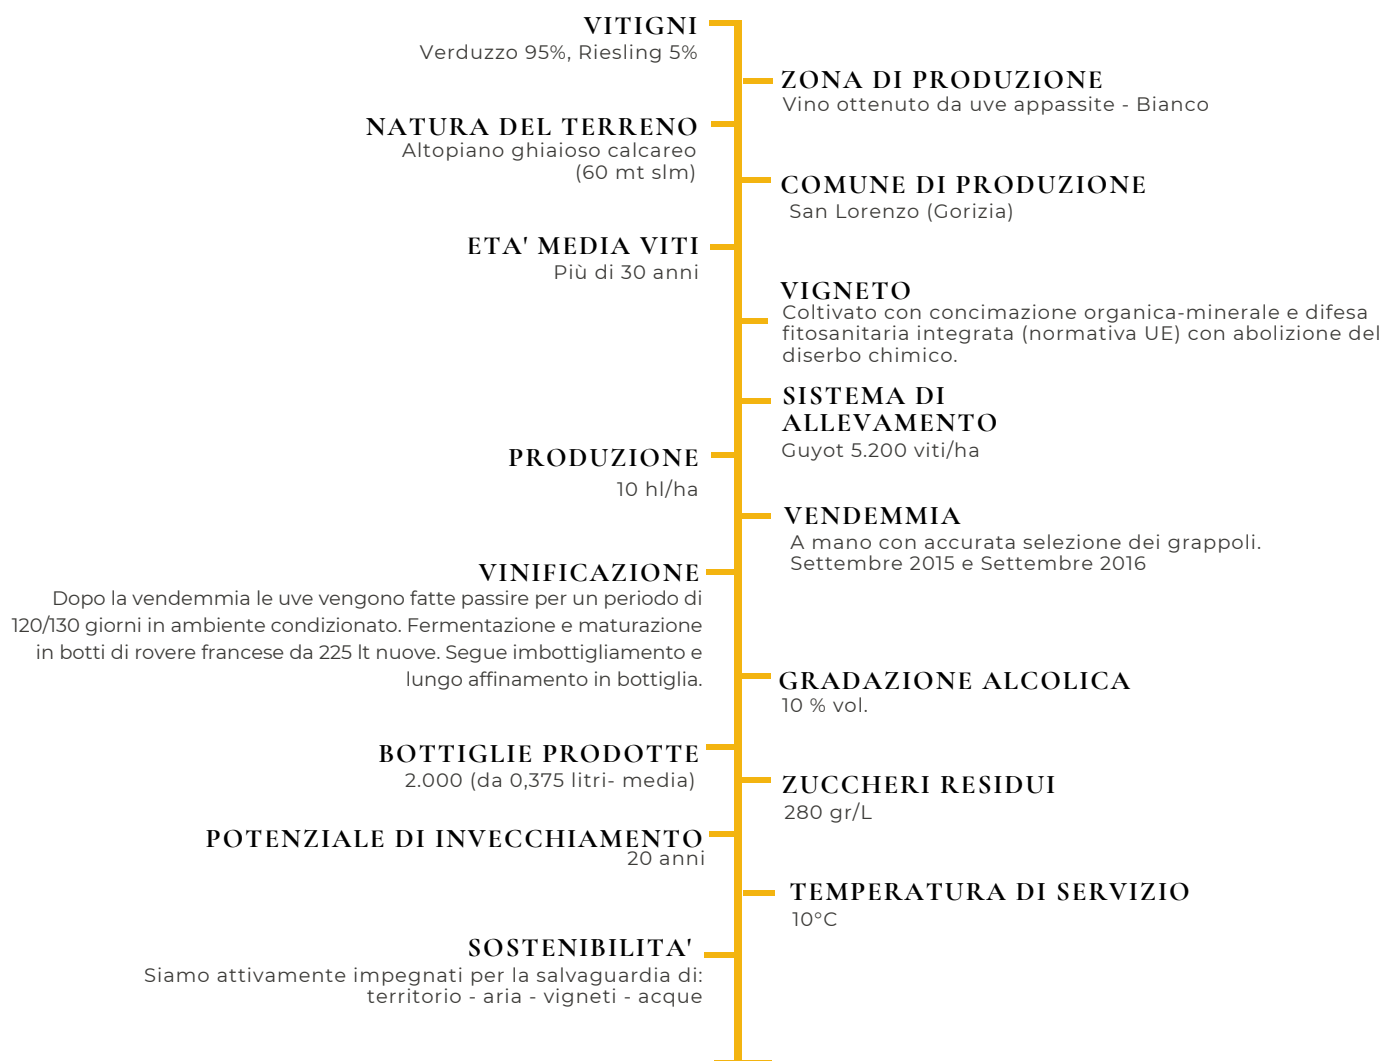 VITIGNI
Verduzzo 95%, Riesling 5%
ZONA DI PRODUZIONE
Vino ottenuto da uve appassite - Bianco
NATURA DEL TERRENO
Altopiano ghiaioso calcareo
(60 mt slm)
COMUNE DI PRODUZIONE
San Lorenzo (Gorizia)
ETA' MEDIA VITI
Più di 30 anni
VIGNETO
Coltivato con concimazione organica-minerale e difesa
fitosanitaria integrata (normativa UE) con abolizione del
diserbo chimico.
SISTEMA DI
ALLEVAMENTO
Guyot 5.200 viti/ha
PRODUZIONE
10 hl/ha
VENDEMMIA
A mano con accurata selezione dei grappoli.
Settembre 2015 e Settembre 2016
VINIFICAZIONE
Dopo la vendemmia le uve vengono fatte passire per un periodo di
120/130 giorni in ambiente condizionato. Fermentazione e maturazione
in botti di rovere francese da 225 lt nuove. Segue imbottigliamento e
lungo affinamento in bottiglia.
GRADAZIONE ALCOLICA
10 % vol.
BOTTIGLIE PRODOTTE
2.000 (da 0,375 litri- media)
ZUCCHERI RESIDUI
280 gr/L
POTENZIALE DI INVECCHIAMENTO
20 anni
TEMPERATURA DI SERVIZIO
10°C
SOSTENIBILITA'
Siamo attivamente impegnati per la salvaguardia di:
territorio - aria - vigneti - acque